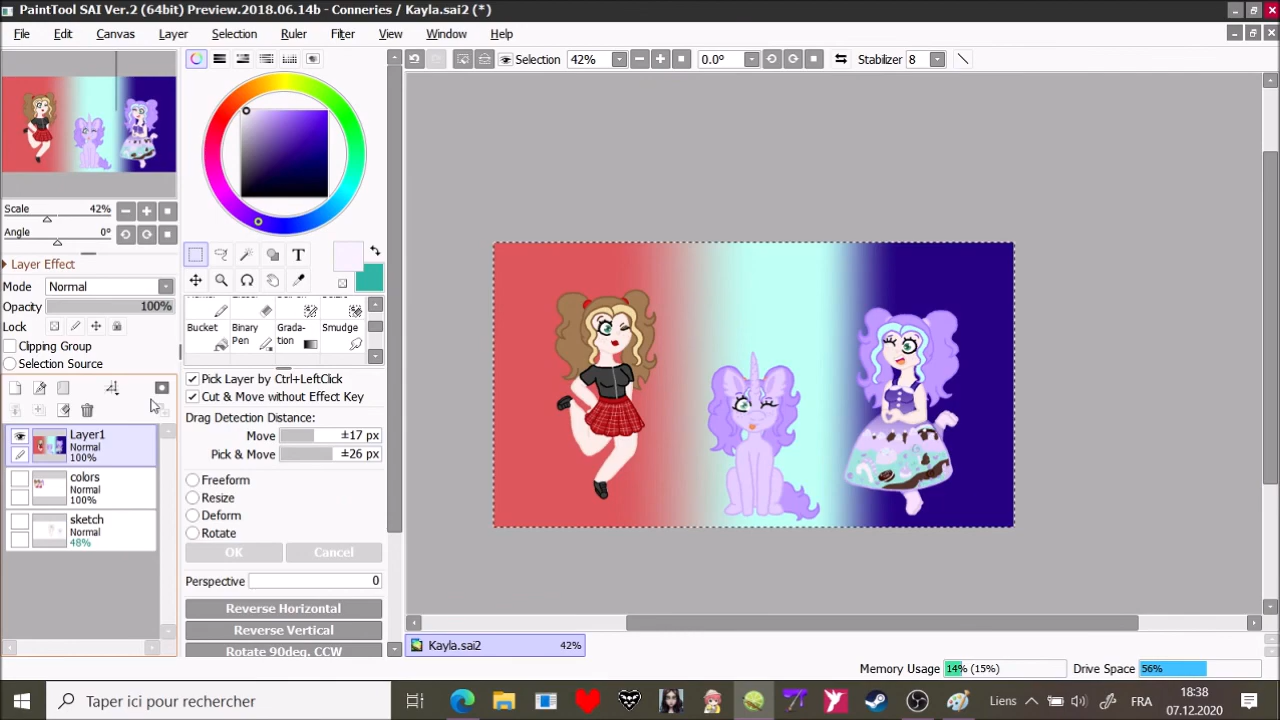 PaintTool SAI Ver.2 (64bit) Preview.2018.06.14b - Conneries / Kayla.sai2 (*)
File Edit Canvas Layer Selection Ruler Filter View Window Help
Selection 42% 0.0° Stabilizer 8
Scale 42%
Angle 0°
Layer Effect
Mode Normal
Opacity 100%
Lock
Clipping Group
Selection Source
Layer1
Normal
100%
colors
Normal
100%
sketch
Normal
48%
T
Bucket Binary Pen Grada-tion Smudge
Pick Layer by Ctrl+LeftClick
Cut & Move without Effect Key
Drag Detection Distance:
Move ±17 px
Pick & Move ±26 px
Freeform
Resize
Deform
Rotate
OK Cancel
Perspective 0
Reverse Horizontal
Reverse Vertical
Rotate 90deg. CCW
Kayla.sai2 42%
Memory Usage 14% (15%) Drive Space 56%
Taper ici pour rechercher
Liens
FRA
18:38
07.12.2020